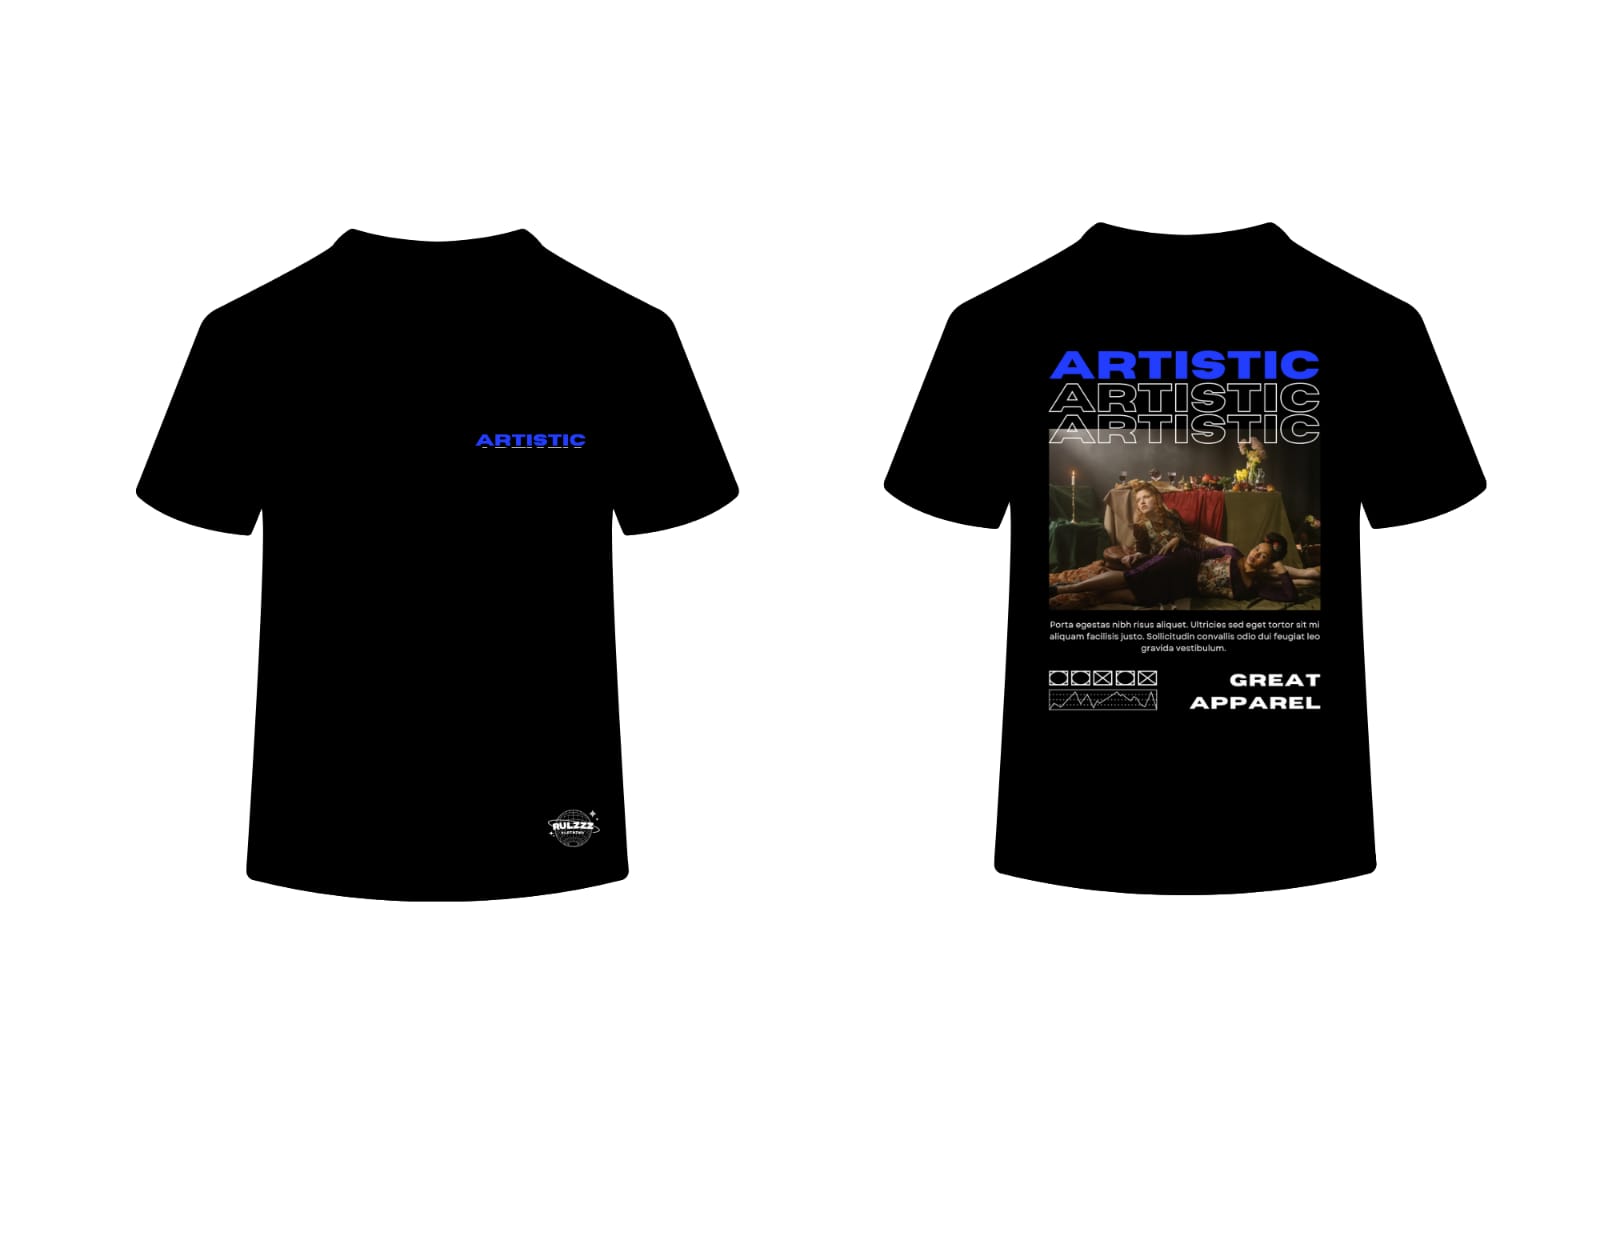 ARTISTIC
RULZZZ
ARTISTIC
ARTISTIC
ARTISTIC
Porta egestas nibh risus aliquet. Ultricies sed eget tortor sit mi
aliquam facilisis justo. Sollicitudin convallis odio dui feugiat leo
gravida vestibulum.
GREAT
APPAREL